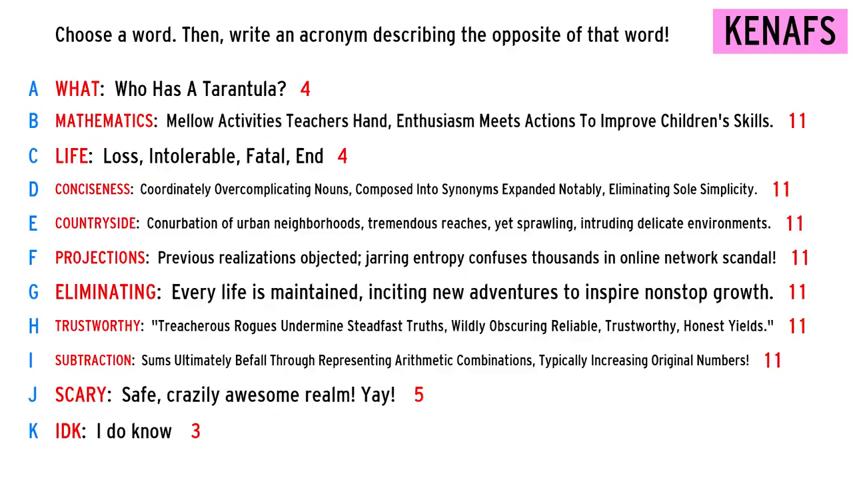 Choose a word. Then, write an acronym describing the opposite of that word!
KENAFS
A WHAT: Who Has A Tarantula? 4
B MATHEMATICS: Mellow Activities Teachers Hand, Enthusiasm Meets Actions To Improve Children's Skills. 11
C LIFE: Loss, Intolerable, Fatal, End 4
D CONCISENESS: Coordinately Overcomplicating Nouns, Composed Into Synonyms Expanded Notably, Eliminating Sole Simplicity. 11
E COUNTRYSIDE: Conurbation of urban neighborhoods, tremendous reaches, yet sprawling, intruding delicate environments. 11
F PROJECTIONS: Previous realizations objected; jarring entropy confuses thousands in online network scandal! 11
G ELIMINATING: Every life is maintained, inciting new adventures to inspire nonstop growth. 11
H TRUSTWORTHY: "Treacherous Rogues Undermine Steadfast Truths, Wildly Obscuring Reliable, Trustworthy, Honest Yields." 11
I SUBTRACTION: Sums Ultimately Befall Through Representing Arithmetic Combinations, Typically Increasing Original Numbers! 11
J SCARY: Safe, crazily awesome realm! Yay! 5
K IDK: I do know 3